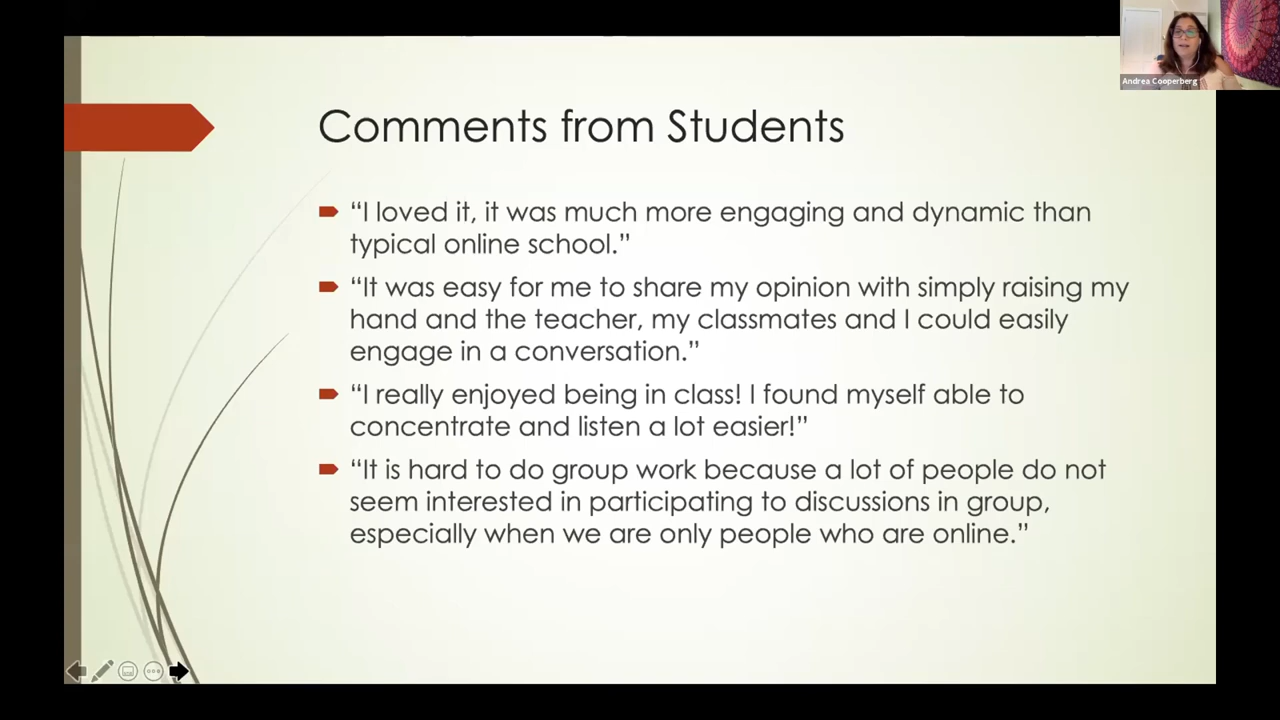 Andrea Cooperberg
Comments from Students
“I loved it, it was much more engaging and dynamic than
typical online school.”
“It was easy for me to share my opinion with simply raising my
hand and the teacher, my classmates and I could easily
engage in a conversation.”
“I really enjoyed being in class! I found myself able to
concentrate and listen a lot easier!”
“It is hard to do group work because a lot of people do not
seem interested in participating to discussions in group,
especially when we are only people who are online.”